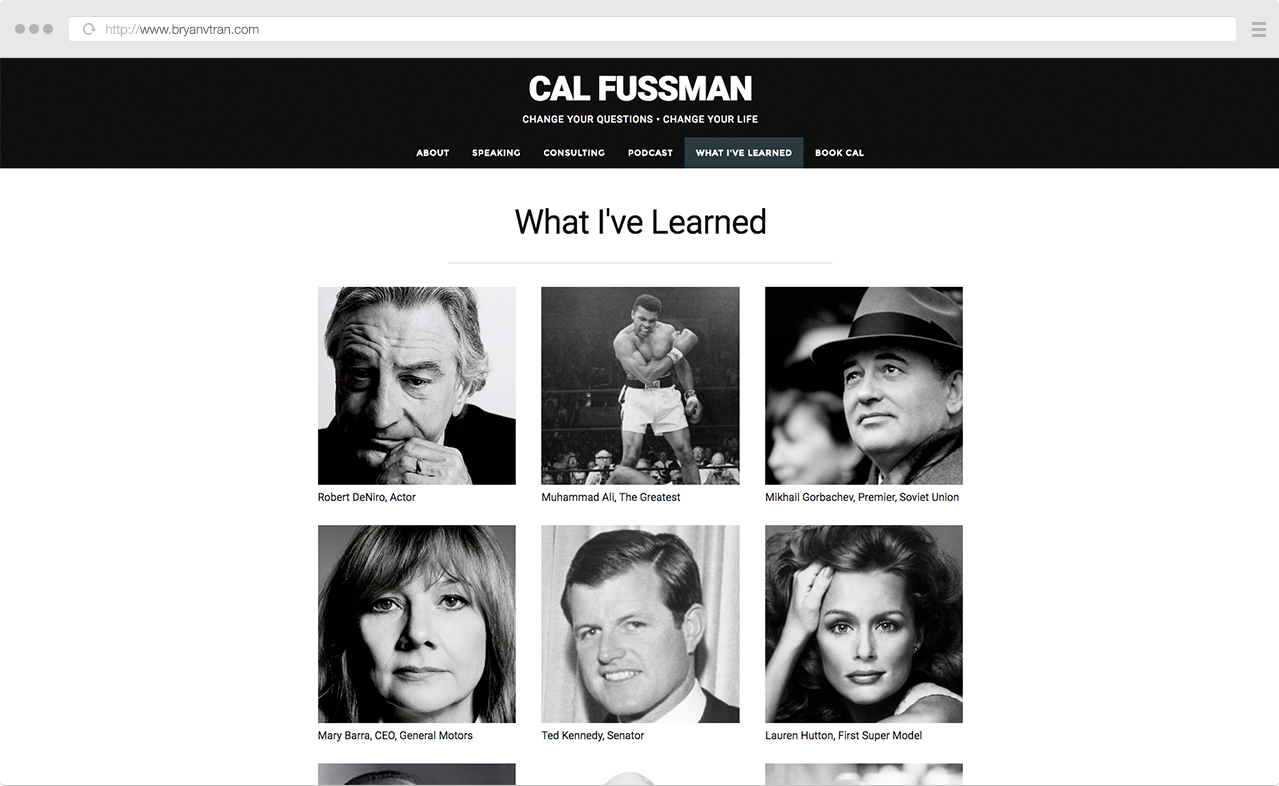 http://www.bryanvtran.com
CAL FUSSMAN
CHANGE YOUR QUESTIONS • CHANGE YOUR LIFE
ABOUT SPEAKING CONSULTING PODCAST WHAT I'VE LEARNED BOOK CAL
What I've Learned
Robert DeNiro, Actor
Muhammad Ali, The Greatest
Mikhail Gorbachev, Premier, Soviet Union
Mary Barra, CEO, General Motors
Ted Kennedy, Senator
Lauren Hutton, First Super Model